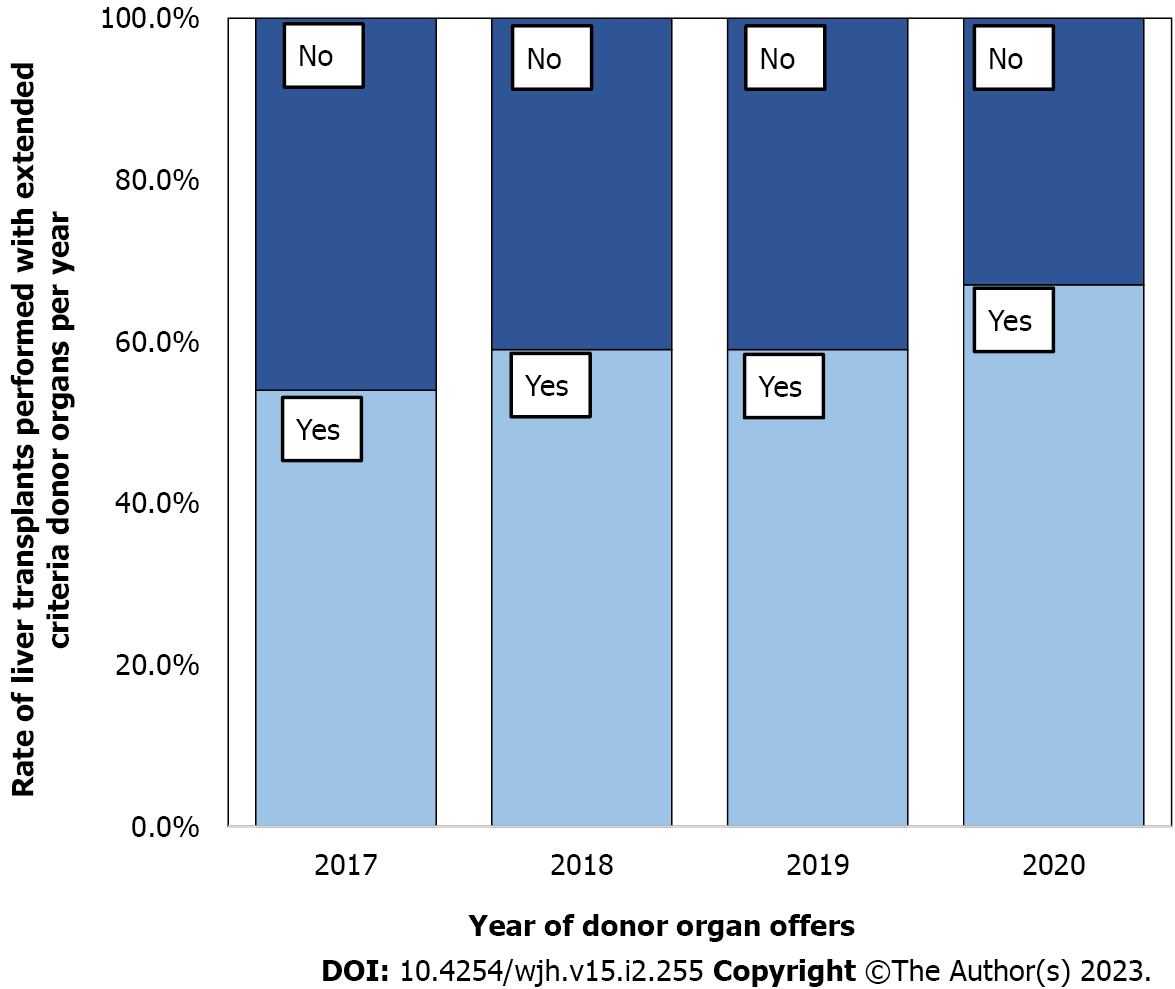 Rate of liver transplants performed with extended
criteria donor organs per year
100.0%
80.0%
60.0%
40.0%
20.0%
0.0%
No
No
No
No
Yes
Yes
Yes
Yes
2017
2018
2019
2020
Year of donor organ offers
DOI: 10.4254/wjh.v15.i2.255 Copyright ©The Author(s) 2023.